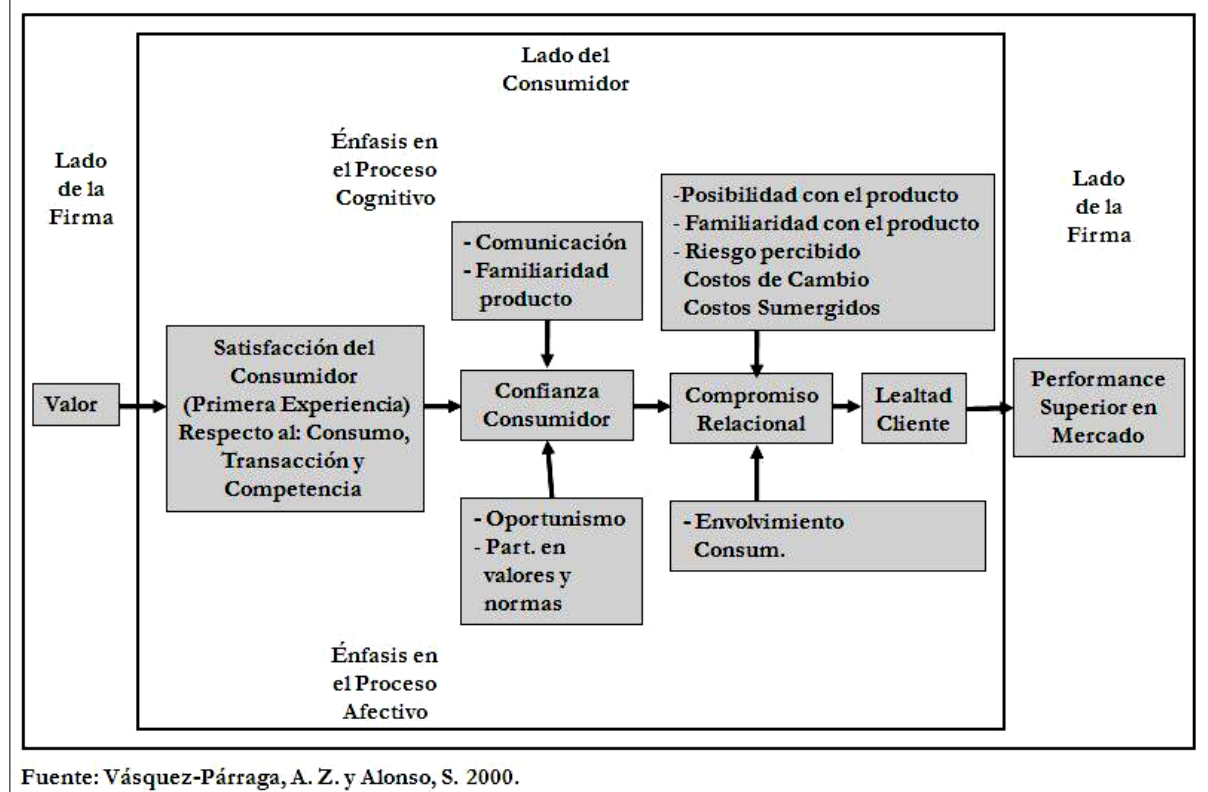 Lado del
Consumidor
Énfasis en
el Proceso
Cognitivo
Lado
de la
Firma
Lado
de la
Firma
-Posibilidad con el producto
- Familiaridad con el producto
- Riesgo percibido
Costos de Cambio
Costos Sumergidos
- Comunicación
- Familiaridad
producto
Valor
Satisfacción del
Consumidor
(Primera Experiencia)
Respecto al: Consumo,
Transacción y
Competencia
Confianza
Consumidor
Compromiso
Relacional
Lealtad
Cliente
Performance
Superior en
Mercado
- Oportunismo
- Part. en
valores y
normas
- Envolvimiento
Consum.
Énfasis en
el Proceso
Afectivo
Fuente: Vásquez-Párraga, A. Z. y Alonso, S. 2000.